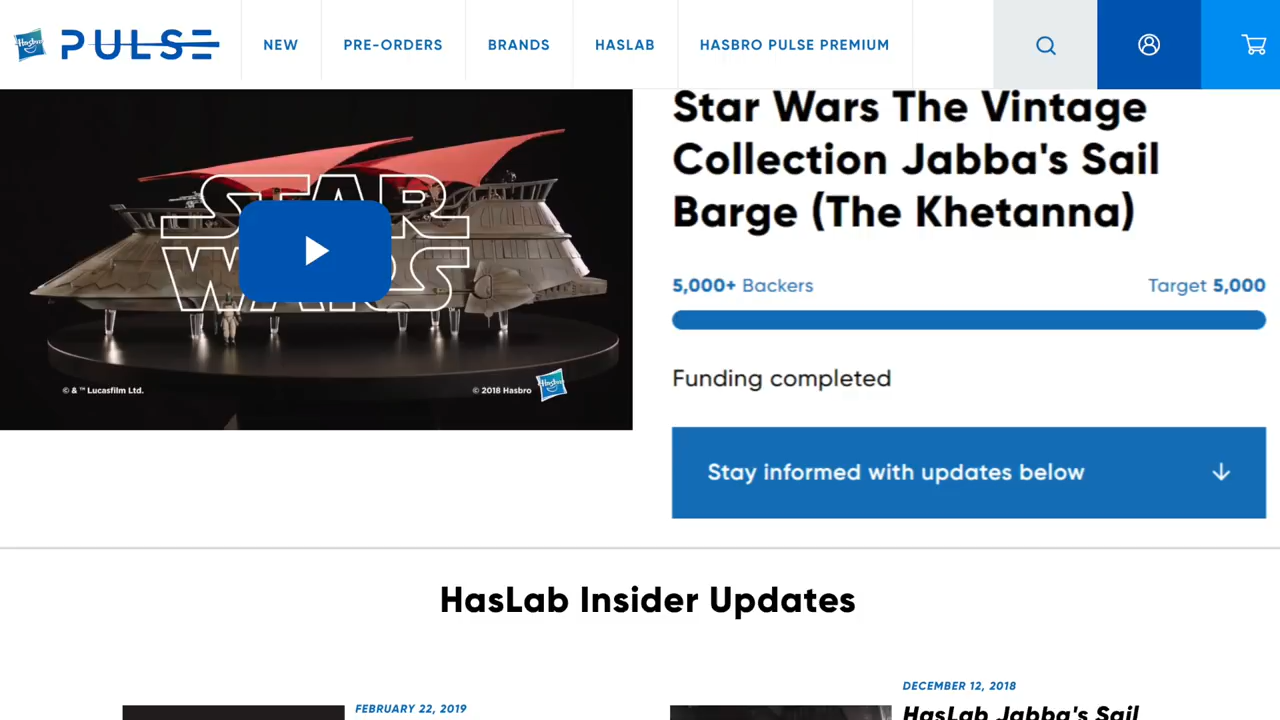 Hasbro PULSE NEW PRE-ORDERS BRANDS HASLAB HASBRO PULSE PREMIUM
STAR
WARS
© & ™ Lucasfilm Ltd.
© 2018 Hasbro
Hasbro
Star Wars The Vintage
Collection Jabba's Sail
Barge (The Khetanna)
5,000+ Backers
Target 5,000
Funding completed
Stay informed with updates below
HasLab Insider Updates
FEBRUARY 22, 2019
DECEMBER 12, 2018
HasLab Jabba's Sail